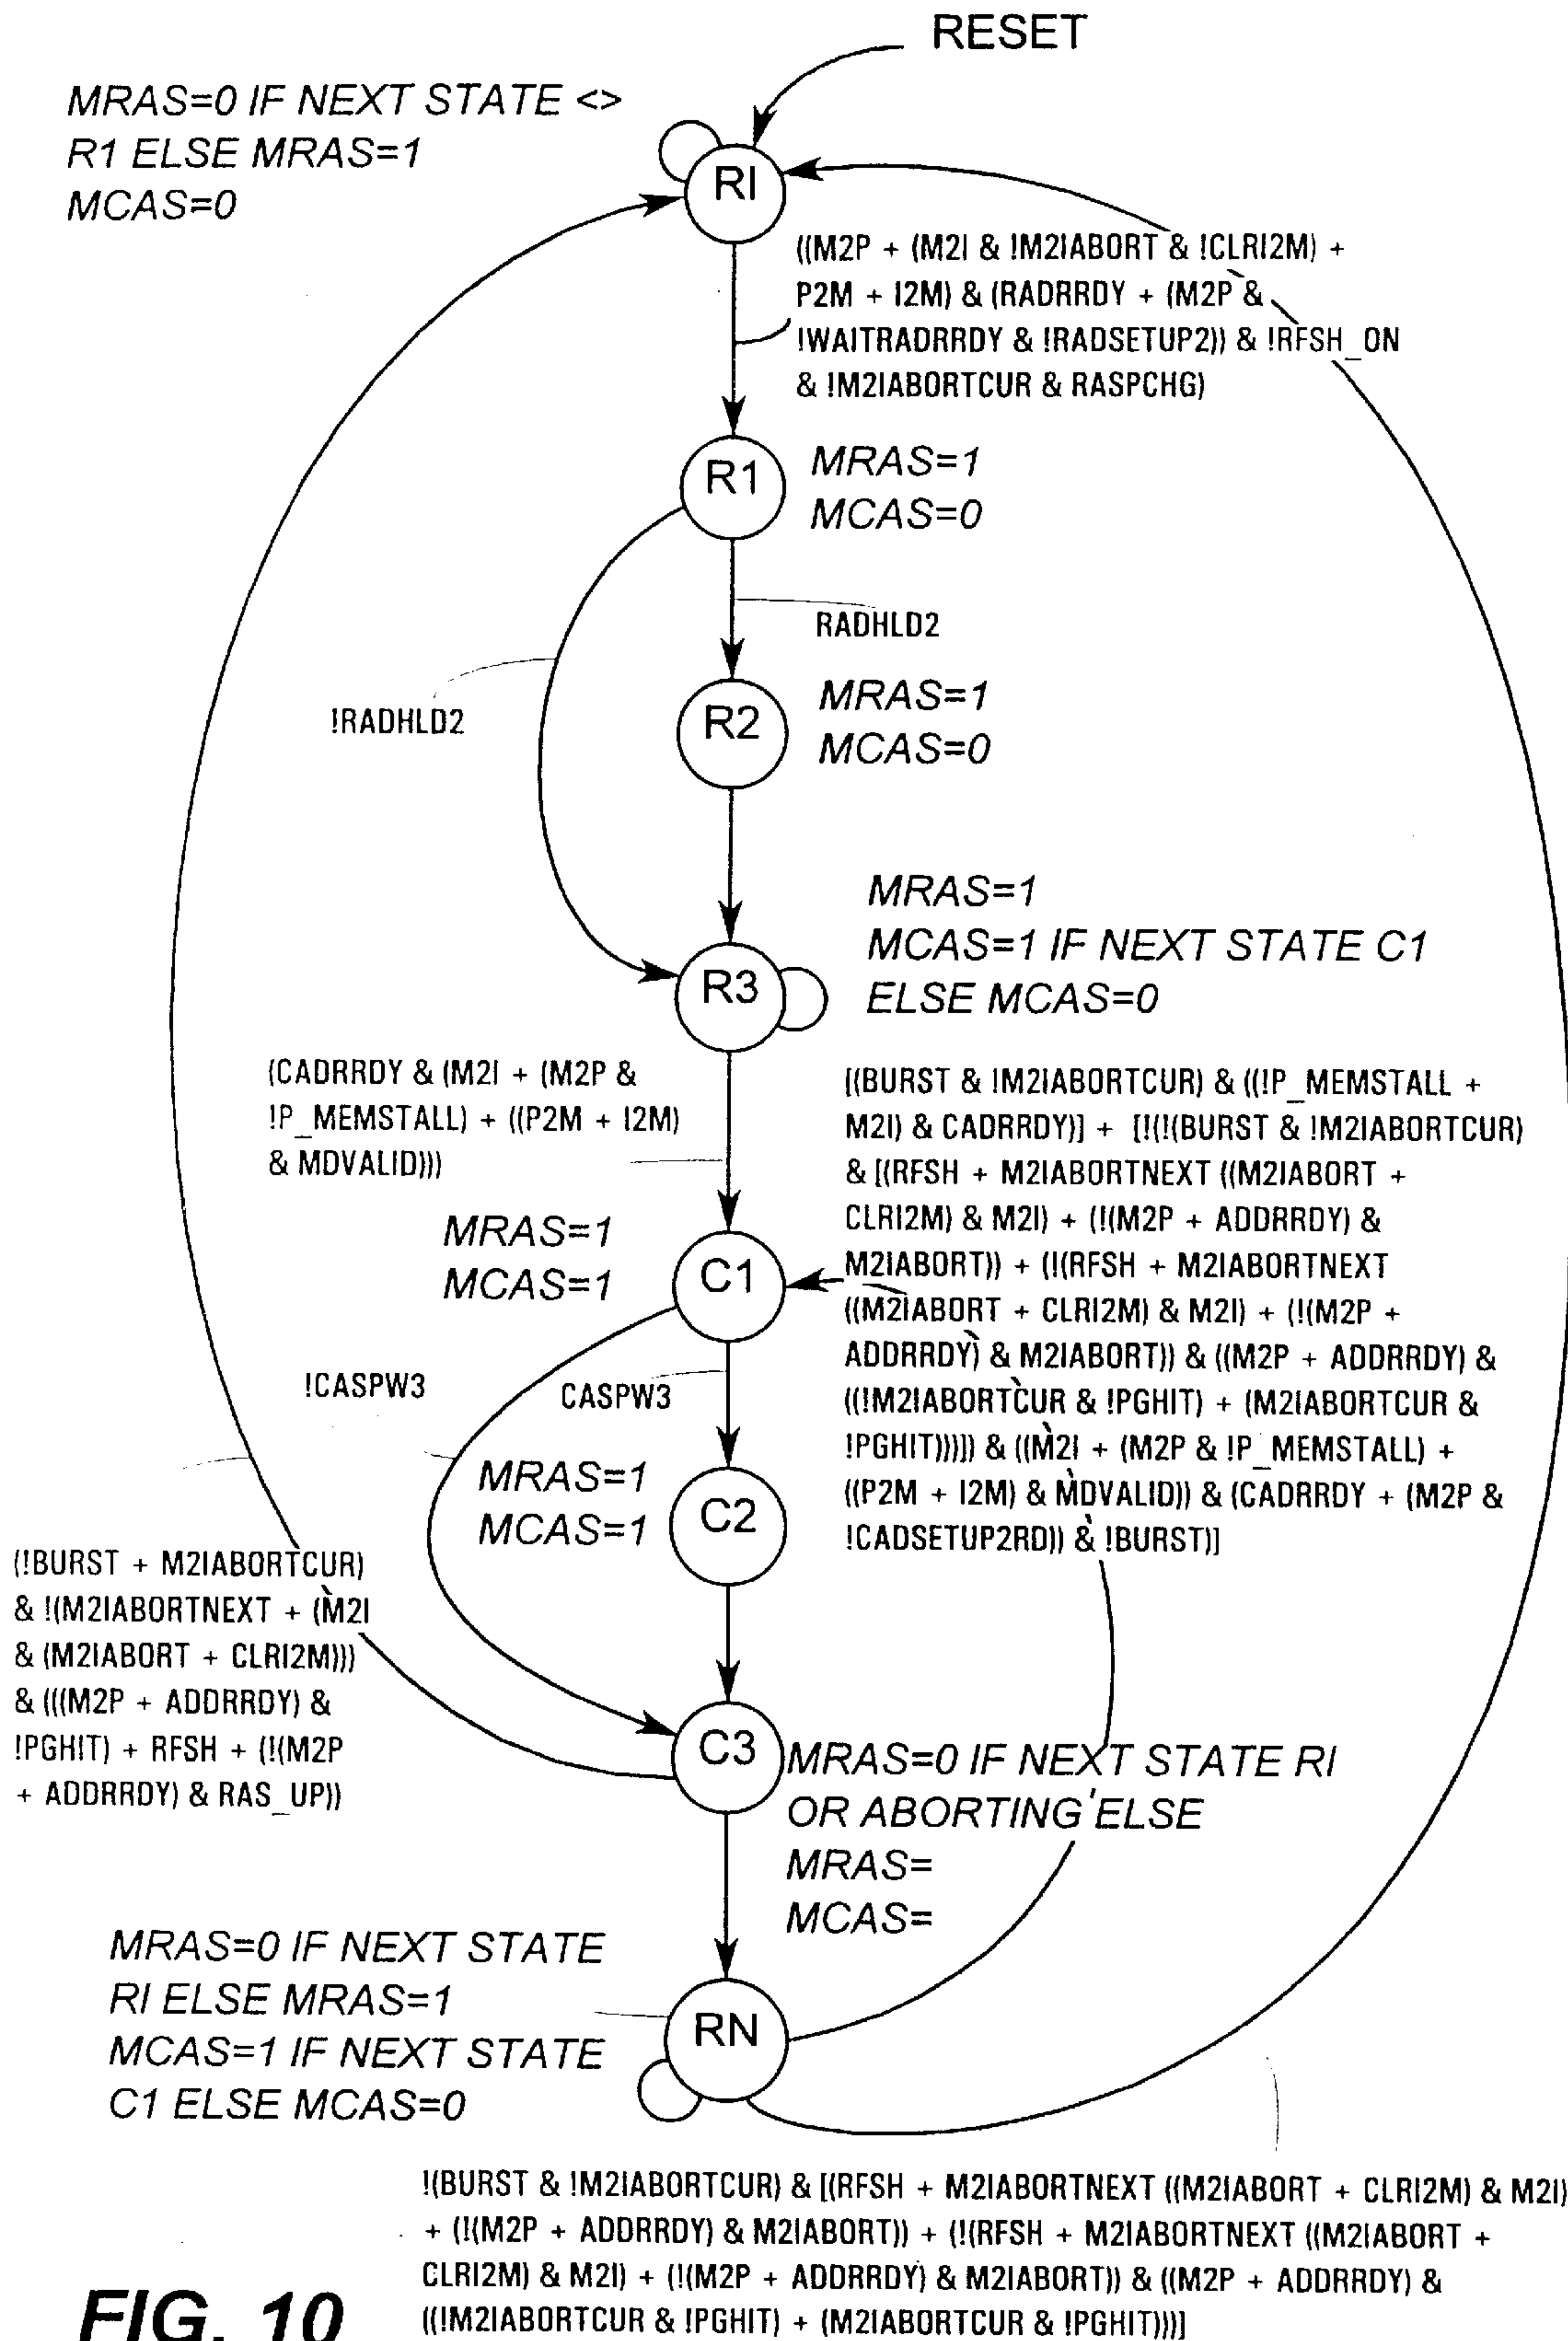 RESET
MRAS=0 IF NEXT STATE <>
R1 ELSE MRAS=1
MCAS=0
RI
((M2P + (M2I & !M2IABORT & !CLRI2M) +
P2M + I2M) & (RADRRDY + (M2P &
!WAITRADRRDY & !RADSETUP2)) & !RFSH_ON
& !M2IABORTCUR & RASPCHG)
R1
MRAS=1
MCAS=0
RADHLD2
!RADHLD2
R2
MRAS=1
MCAS=0
MRAS=1
MCAS=1 IF NEXT STATE C1
ELSE MCAS=0
R3
(CADRRDY & (M2I + (M2P &
!P_MEMSTALL) + ((P2M + I2M)
& MDVALID)))
[(BURST & !M2IABORTCUR) & ((!P_MEMSTALL +
M2I) & CADRRDY)] + [!(!(BURST & !M2IABORTCUR)
& [(RFSH + M2IABORTNEXT ((M2IABORT +
CLRI2M) & M2I) + (!(M2P + ADDRRDY) &
M2IABORT)) + (!(RFSH + M2IABORTNEXT
((M2IABORT + CLRI2M) & M2I) + (!(M2P +
ADDRRDY) & M2IABORT)) & ((M2P + ADDRRDY) &
((!M2IABORTCUR & !PGHIT) + (M2IABORTCUR &
!PGHIT)))]) & ((M2I + (M2P & !P_MEMSTALL) +
((P2M + I2M) & MDVALID)) & (CADRRDY + (M2P &
!CADSETUP2RD)) & !BURST)]
MRAS=1
MCAS=1
C1
!CASPW3
CASPW3
MRAS=1
MCAS=1
C2
(!BURST + M2IABORTCUR)
& !(M2IABORTNEXT + (M2I
& (M2IABORT + CLRI2M)))
& (((M2P + ADDRRDY) &
!PGHIT) + RFSH + (!(M2P
+ ADDRRDY) & RAS_UP))
C3
MRAS=0 IF NEXT STATE RI
OR ABORTING ELSE
MRAS=
MCAS=
MRAS=0 IF NEXT STATE
RI ELSE MRAS=1
MCAS=1 IF NEXT STATE
C1 ELSE MCAS=0
RN
!(BURST & !M2IABORTCUR) & [(RFSH + M2IABORTNEXT ((M2IABORT + CLRI2M) & M2I)
+ (!(M2P + ADDRRDY) & M2IABORT)) + (!(RFSH + M2IABORTNEXT ((M2IABORT +
CLRI2M) & M2I) + (!(M2P + ADDRRDY) & M2IABORT)) & ((M2P + ADDRRDY) &
((!M2IABORTCUR & !PGHIT) + (M2IABORTCUR & !PGHIT)))]
FIG. 10